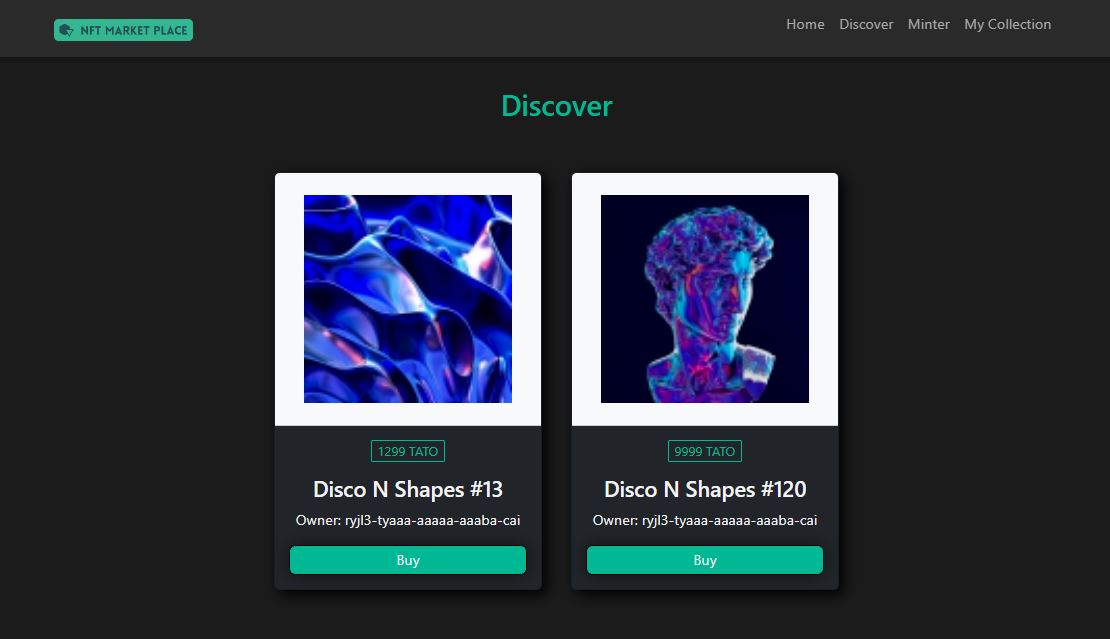 NFT MARKET PLACE
Home Discover Minter My Collection
Discover
1299 TATO
Disco N Shapes #13
Owner: ryjl3-tyaaa-aaaaa-aaaba-cai
Buy
9999 TATO
Disco N Shapes #120
Owner: ryjl3-tyaaa-aaaaa-aaaba-cai
Buy